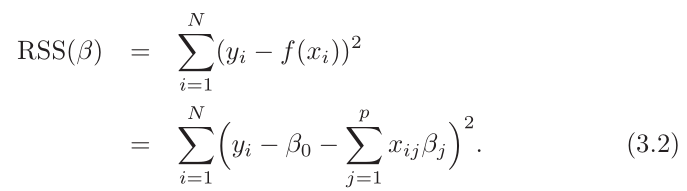 RSS(β) = ∑_{i=1}^{N} (y_i − f(x_i))²
= ∑_{i=1}^{N} (y_i − β_0 − ∑_{j=1}^{p} x_{ij}β_j)². (3.2)